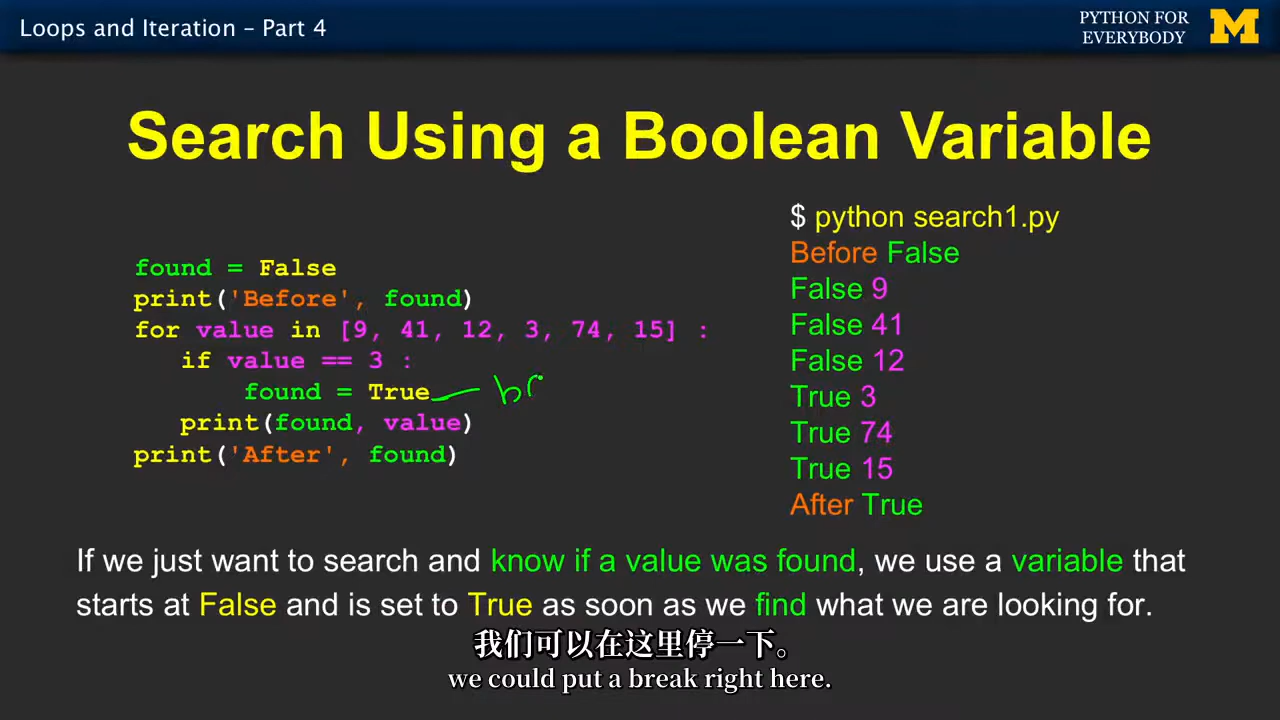 Loops and Iteration – Part 4
PYTHON FOR
EVERYBODY
M
Search Using a Boolean Variable
found = False
print('Before', found)
for value in [9, 41, 12, 3, 74, 15] :
   if value == 3 :
       found = True — br
   print(found, value)
print('After', found)
$ python search1.py
Before False
False 9
False 41
False 12
True 3
True 74
True 15
After True
If we just want to search and know if a value was found, we use a variable that
starts at False and is set to True as soon as we find what we are looking for.
我们可以在这里停一下。
we could put a break right here.